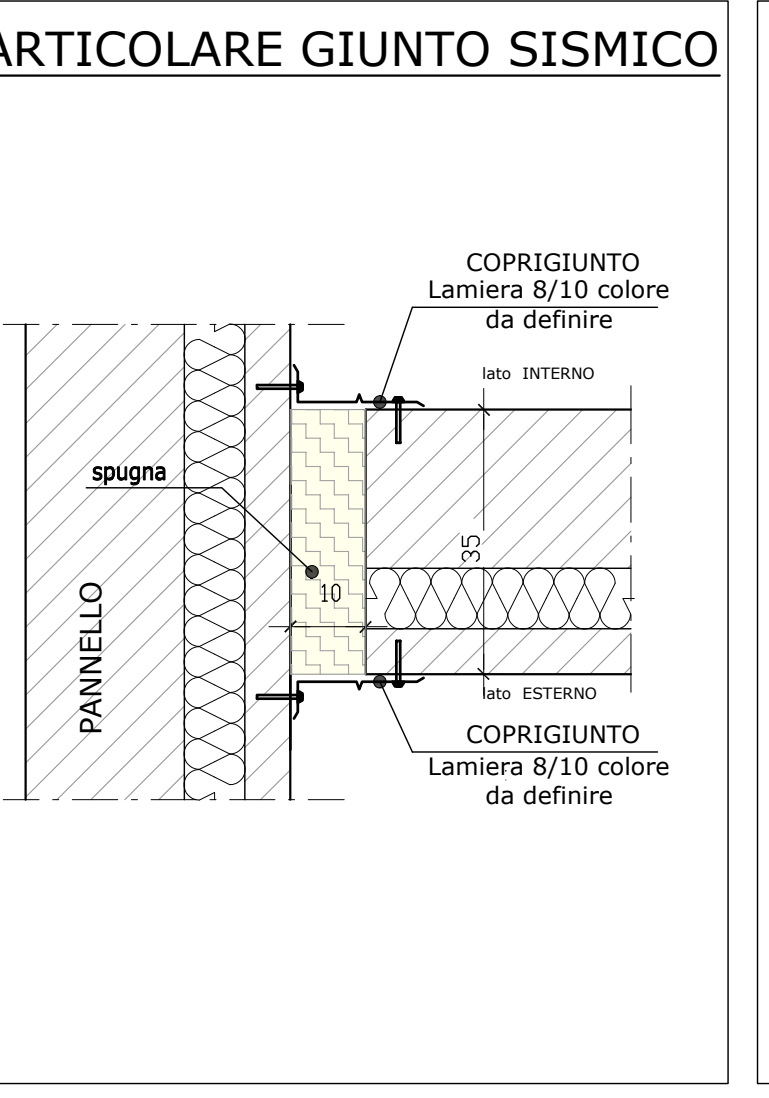 ARTICOLARE GIUNTO SISMICO
COPRIGIUNTO
Lamiera 8/10 colore
da definire
lato INTERNO
spugna
35
10
PANNELLO
lato ESTERNO
COPRIGIUNTO
Lamiera 8/10 colore
da definire